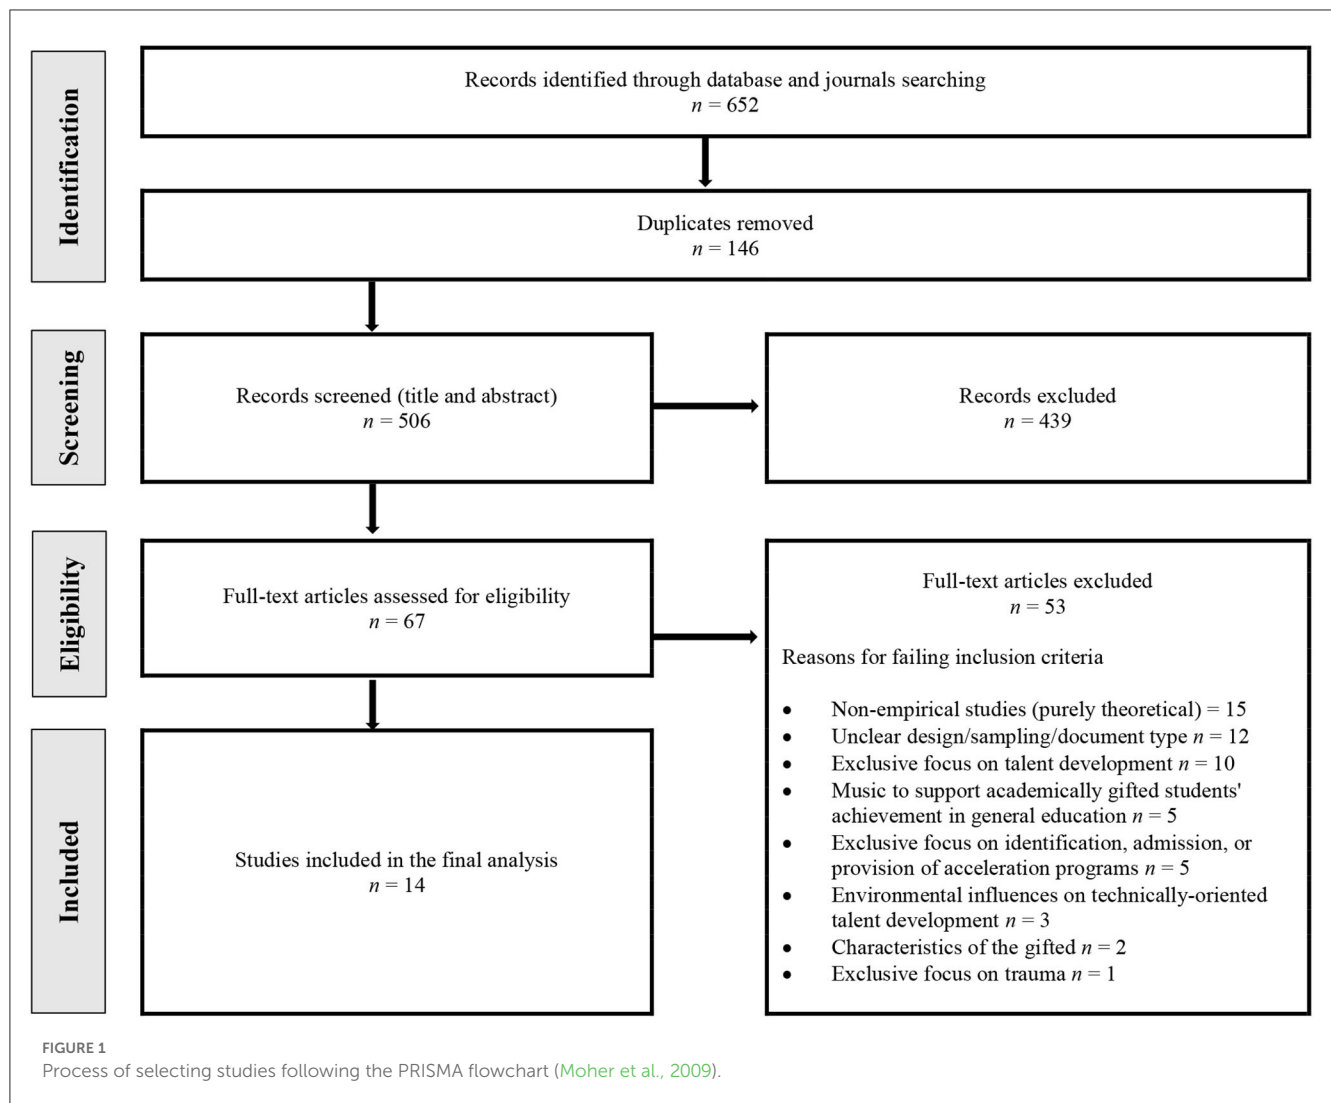 Identification
Records identified through database and journals searching
n = 652
Duplicates removed
n = 146
Screening
Records screened (title and abstract)
n = 506
Records excluded
n = 439
Eligibility
Full-text articles assessed for eligibility
n = 67
Full-text articles excluded
n = 53
Reasons for failing inclusion criteria
• Non-empirical studies (purely theoretical) = 15
• Unclear design/sampling/document type n = 12
• Exclusive focus on talent development n = 10
• Music to support academically gifted students'
achievement in general education n = 5
• Exclusive focus on identification, admission, or
provision of acceleration programs n = 5
• Environmental influences on technically-oriented
talent development n = 3
• Characteristics of the gifted n = 2
• Exclusive focus on trauma n = 1
Included
Studies included in the final analysis
n = 14
FIGURE 1
Process of selecting studies following the PRISMA flowchart (Moher et al., 2009).